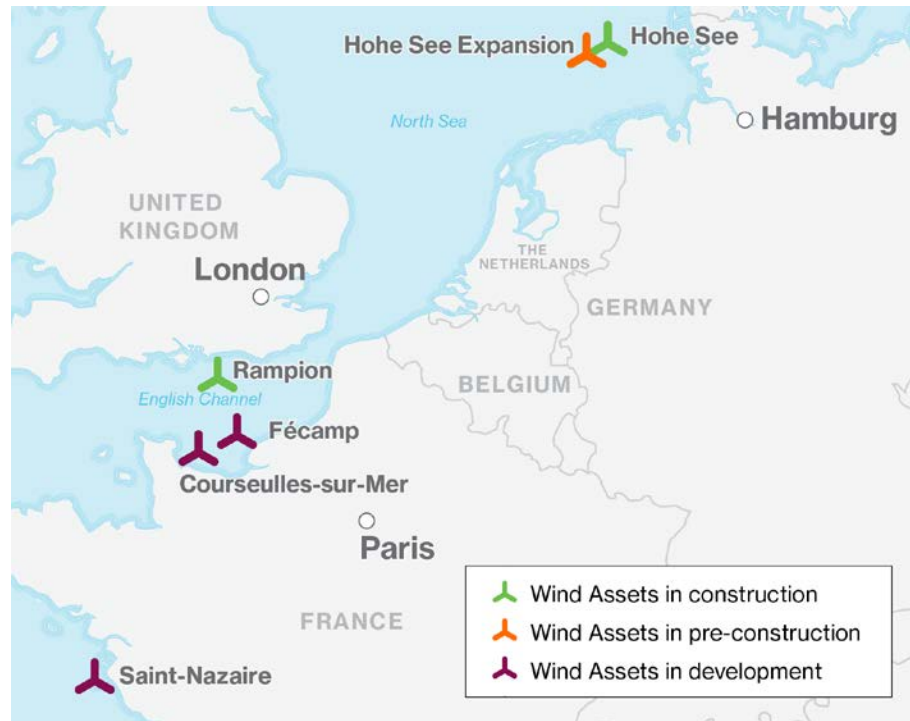 Hohe See Expansion
Hohe See
North Sea
Hamburg
UNITED
KINGDOM
THE
NETHERLANDS
London
GERMANY
Rampion
BELGIUM
English Channel
Fécamp
Courseulles-sur-Mer
Paris
FRANCE
Saint-Nazaire
Wind Assets in construction
Wind Assets in pre-construction
Wind Assets in development